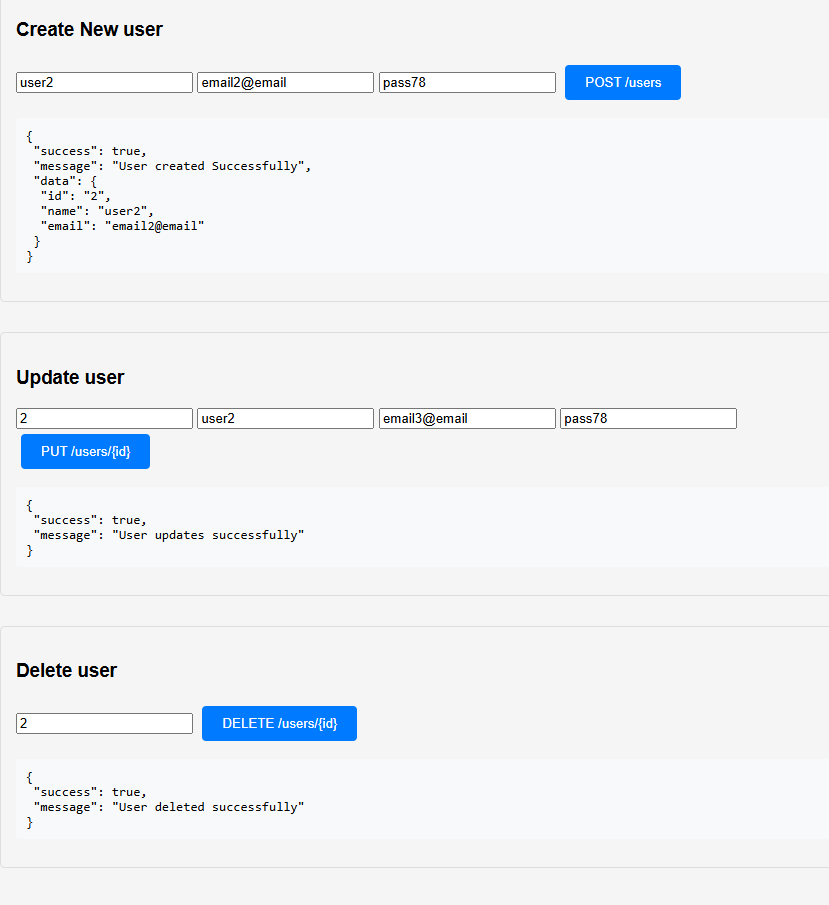 Create New user
user2 email2@email pass78 POST /users
{
"success": true,
"message": "User created Successfully",
"data": {
"id": "2",
"name": "user2",
"email": "email2@email"
}
}
Update user
2 user2 email3@email pass78
PUT /users/{id}
{
"success": true,
"message": "User updates successfully"
}
Delete user
2 DELETE /users/{id}
{
"success": true,
"message": "User deleted successfully"
}